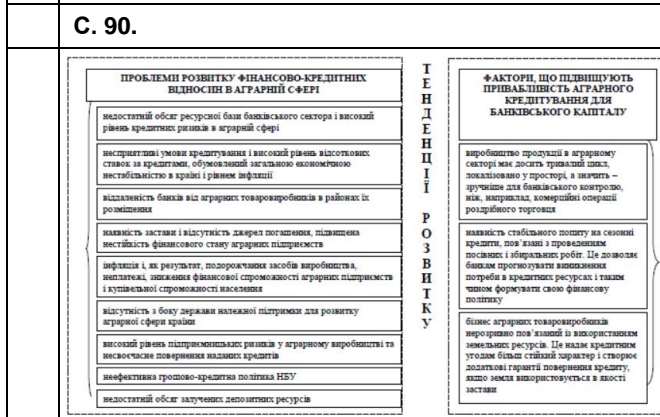 С. 90.
ПРОБЛЕМИ РОЗВИТКУ ФІНАНСОВО-КРЕДИТНИХ
ВІДНОСИН В АГРАРНІЙ СФЕРІ
недостатній обсяг ресурсної бази банківського сектора і високий
рівень кредитних ризиків в аграрній сфері
несприятливі умови кредитування і високий рівень відсоткових
ставок за кредитами, обумовлений загальною економічною
нестабільністю в країні і рівнем інфляції
віддаленість банків від аграрних товаровиробників в районах їх
розміщення
наявність застави і відсутність джерел погашення, підвищена
нестійкість фінансового стану аграрних підприємств
інфляція і, як результат, подорожчання засобів виробництва,
неплатежі, зниження фінансової спроможності аграрних підприємств
і купівельної спроможності населення
відсутність з боку держави належної підтримки для розвитку
аграрної сфери країни
високий рівень підприємницьких ризиків у аграрному виробництві та
несвоєчасне повернення наданих кредитів
неефективна грошово-кредитна політика НБУ
недостатній обсяг залучених депозитних ресурсів
ТЕНДЕНЦІЇ РОЗВИТКУ
ФАКТОРИ, ЩО ПІДВИЩУЮТЬ
ПРИВАБЛИВІСТЬ АГРАРНОГО
КРЕДИТУВАННЯ ДЛЯ
БАНКІВСЬКОГО КАПІТАЛУ
виробництво продукції в аграрному
секторі має досить тривалий цикл,
локалізовано у просторі, а значить –
зручніше для банківського контролю,
ніж, наприклад, комерційні операції
роздрібного торговця
наявність стабільного попиту на сезонні
кредити, пов'язані з проведенням
посівних і збиральних робіт. Це дозволяє
банкам прогнозувати виникнення
потреби в кредитних ресурсах і таким
чином формувати свою фінансову
політику
бізнес аграрних товаровиробників
нерозривно пов'язаний із використанням
земельних ресурсів. Це надає кредитним
угодам більш стійкий характер і створює
додаткові гарантії повернення кредиту,
якщо земля використовується в якості
застави